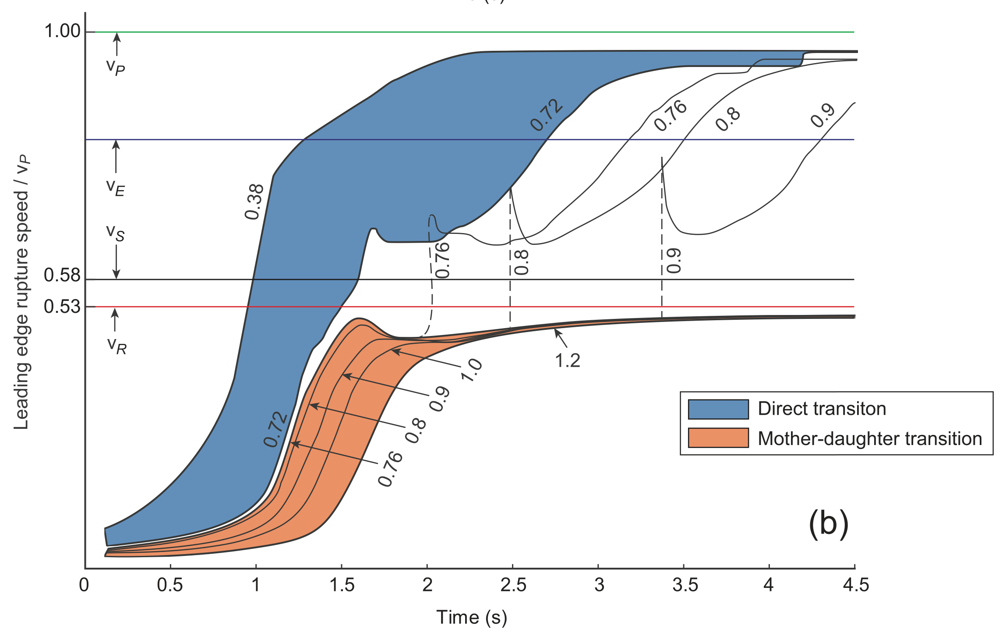 1.00
vP
0.38
vE
vS
0.58
0.53
vR
0.72
0.76
0.8
0.9
0.76
0.8
0.9
0.72
1.0
0.9
0.8
0.76
1.2
Leading edge rupture speed / vP
Direct transiton
Mother-daughter transition
(b)
0 0.5 1 1.5 2 2.5 3 3.5 4 4.5
Time (s)